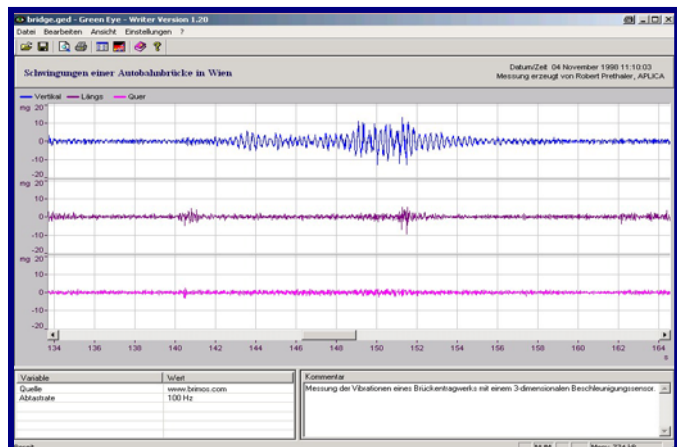 bridge.ged - Green Eye - Writer Version 1.20
Datei Bearbeiten Ansicht Einstellungen ?
Schwingungen einer Autobahnbrücke in Wien
Datum/Zeit 04 November 1998 11:10:03
Messung erzeugt von Robert Prethaler, APLICA
Vertikal Längs Quer
mg 20
10
0
-10
-20
mg 20
10
0
-10
-20
mg 20
10
0
-10
-20
134 136 138 140 142 144 146 148 150 152 154 156 158 160 162 164
s
Variable Wert
Quelle www.brimos.com
Abtastrate 100 Hz
Kommentar
Messung der Vibrationen eines Brückentragwerks mit einem 3-dimensionalen Beschleunigungssensor.